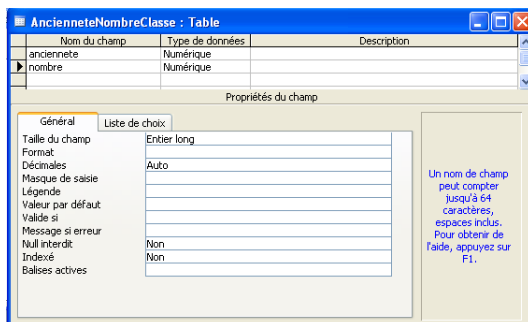 AncienneteNombreClasse : Table
Nom du champ Type de données Description
anciennete Numérique
nombre Numérique
Propriétés du champ
Général Liste de choix
Taille du champ Entier long
Format
Décimales Auto
Masque de saisie
Légende
Valeur par défaut
Valide si
Message si erreur
Null interdit Non
Indexé Non
Balises actives
Un nom de champ
peut compter
jusqu'à 64
caractères,
espaces inclus.
Pour obtenir de
l'aide, appuyez sur
F1.